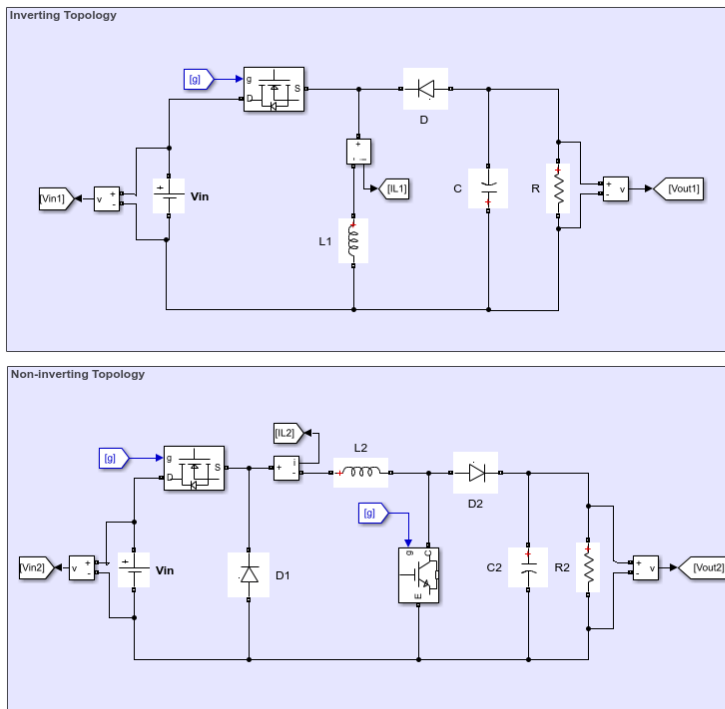 Inverting Topology
[g]
g
S
D
D
+
[IL1]
[Vin1]
v
+
-
+
Vin
L1
C
R
+
-
v
[Vout1]
Non-inverting Topology
[IL2]
[g]
g
S
D
+
-
i
L2
D2
[g]
g
C
E
[Vin2]
v
+
-
+
Vin
D1
C2
R2
+
-
v
[Vout2]